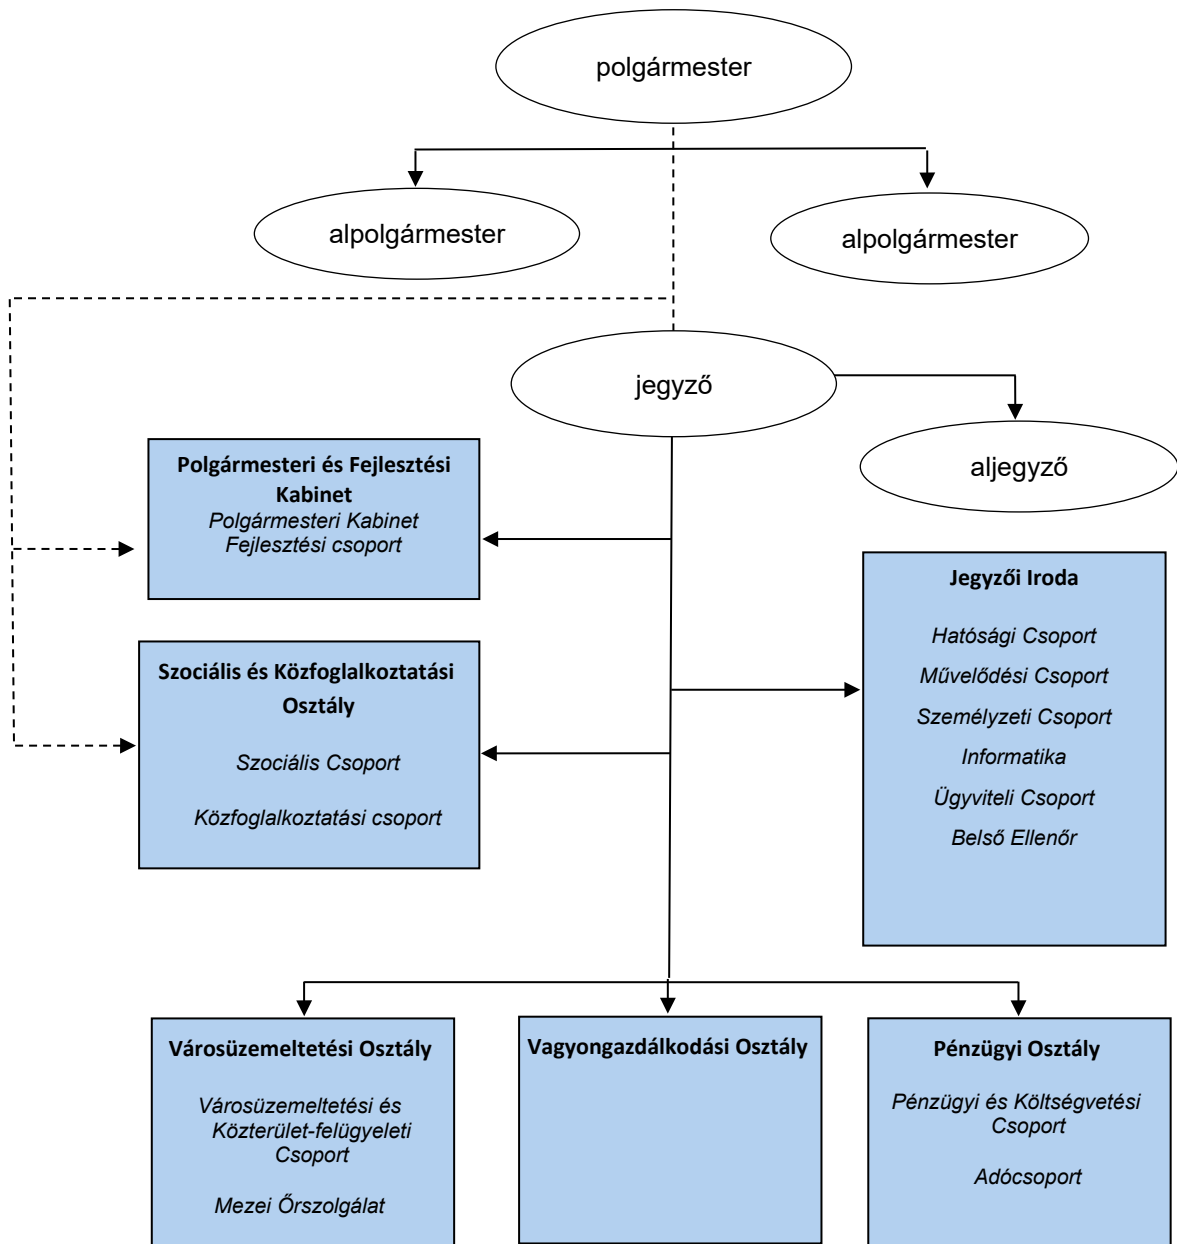 polgármester
alpolgármester
alpolgármester
jegyző
aljegyző
Polgármesteri és Fejlesztési
Kabinet
Polgármesteri Kabinet
Fejlesztési csoport
Jegyzői Iroda
Hatósági Csoport
Művelődési Csoport
Személyzeti Csoport
Informatika
Ügyviteli Csoport
Belső Ellenőr
Szociális és Közfoglalkoztatási
Osztály
Szociális Csoport
Közfoglalkoztatási csoport
Városüzemeltetési Osztály
Városüzemeltetési és
Közterület-felügyeleti
Csoport
Mezei Őrszolgálat
Vagyongazdálkodási Osztály
Pénzügyi Osztály
Pénzügyi és Költségvetési
Csoport
Adócsoport